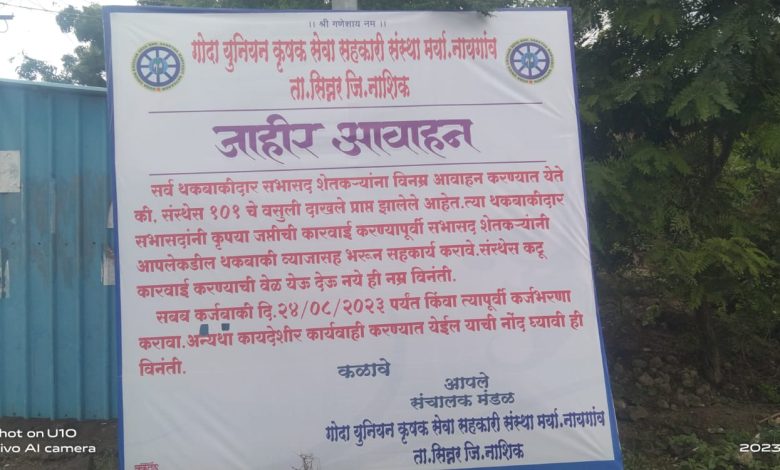 ।। श्री गणेशाय नम ।।
गोदा युनियन कृषक सेवा सहकारी संस्था मर्या.नायगांव
ता.सिन्नर जि.नाशिक
जाहीर आवाहन
सर्व थकबाकीदार सभासद शेतकऱ्यांना विनम्र आवाहन करण्यात येते
की, संस्थेस १०१ चे वसुली दाखले प्राप्त झालेले आहेत.त्या थकबाकीदार
सभासदांनी कृपया जप्तीची कारवाई करण्यापूर्वी सभासद शेतकऱ्यांनी
आपलेकडील थकबाकी व्याजासह भरून सहकार्य करावे.संस्थेस कटू
कारवाई करण्याची वेळ येऊ देऊ नये ही नम्र विनंती.
सबब कर्जबाकी दि.२४/०८/२०२३ पर्यंत किंवा त्यापूर्वी कर्जभरणा
करावा.अन्यथा कायदेशीर कार्यवाही करण्यात येईल याची नोंद घ्यावी ही
विनंती.
कळावे
आपले
संचालक मंडळ
गोदा युनियन कृषक सेवा सहकारी संस्था मर्या.नायगांव
ता.सिन्नर जि.नाशिक
hot on U10
vivo AI camera
2023